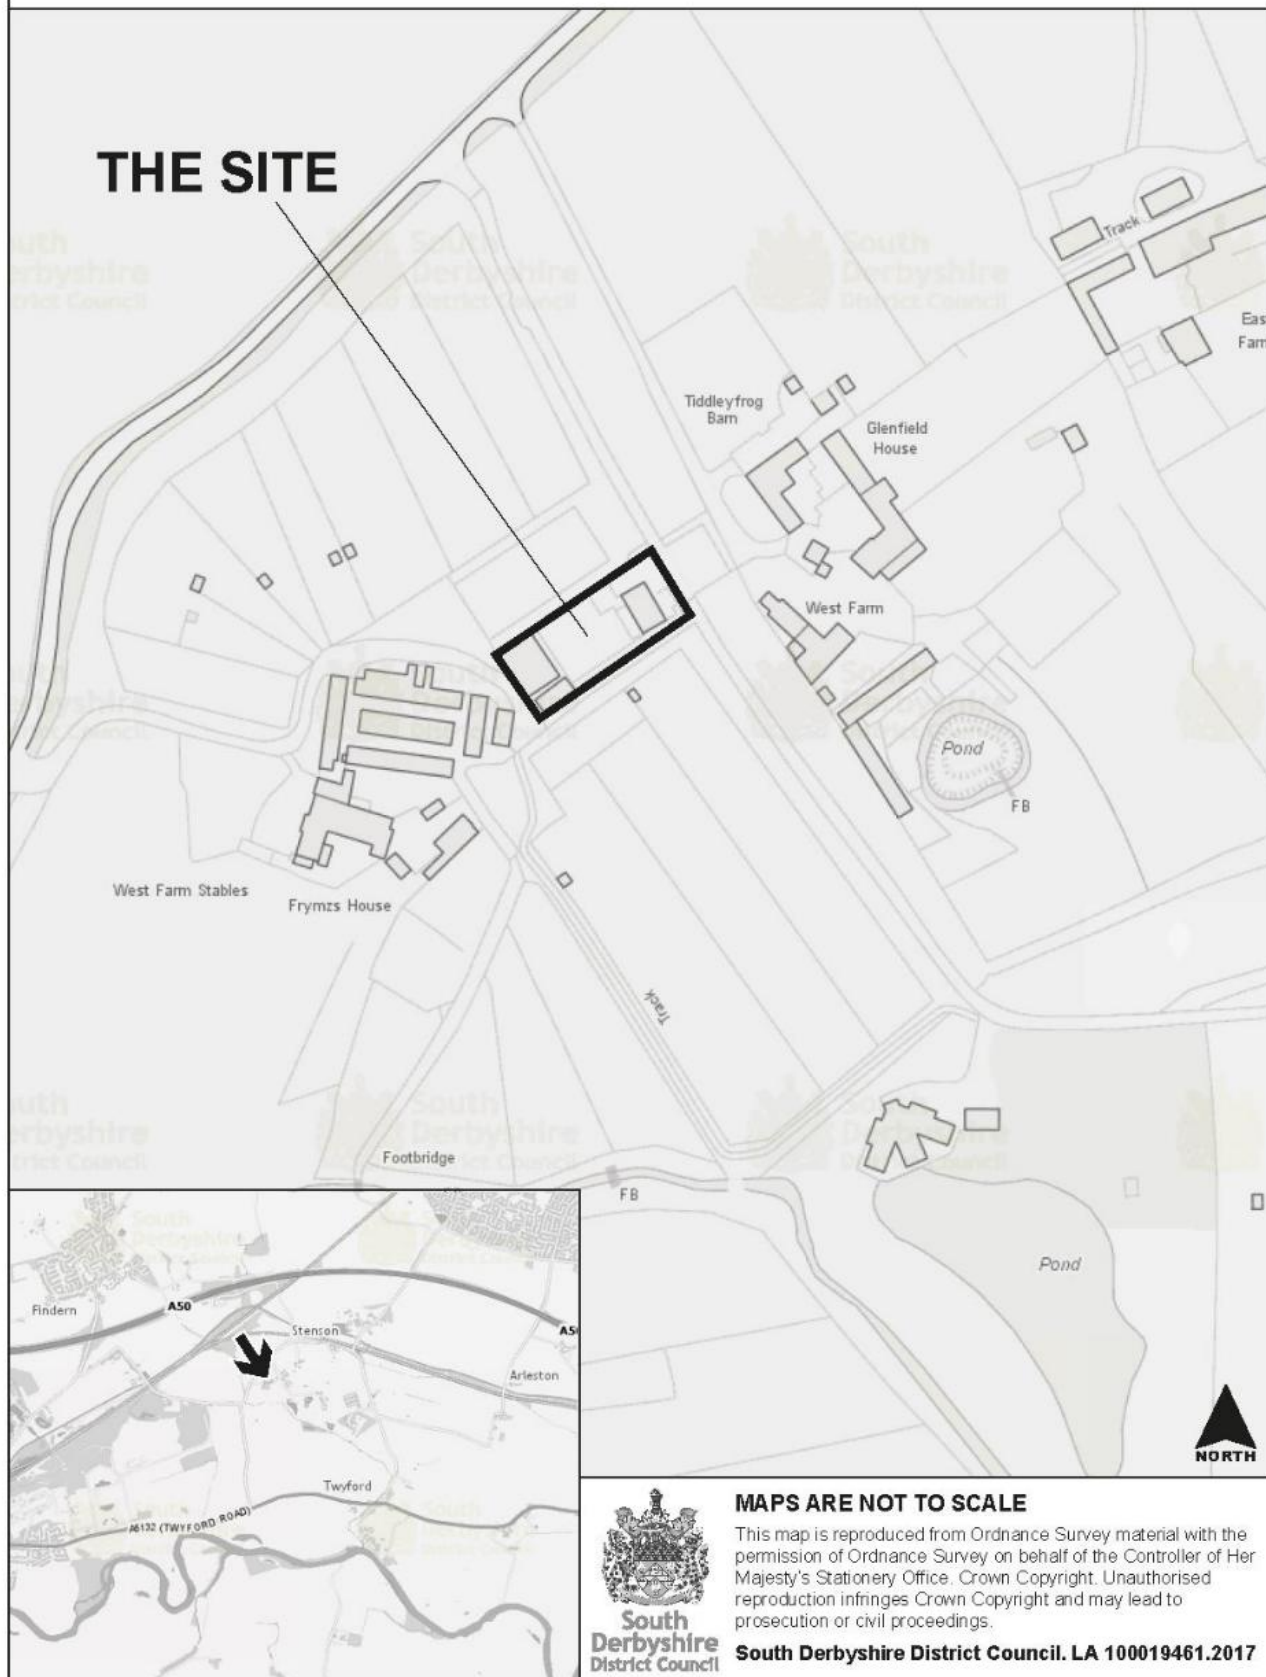 THE SITE
Track
Eas
Farm
Tiddleyfrog
Barn
Glenfield
House
West Farm
Pond
FB
West Farm Stables
Frymzs House
Track
Footbridge
FB
Pond
NORTH
Findern
A50
Stenson
A5
Arleston
Twyford
A5132 (TWYFORD ROAD)
South
Derbyshire
District Council
MAPS ARE NOT TO SCALE
This map is reproduced from Ordnance Survey material with the
permission of Ordnance Survey on behalf of the Controller of Her
Majesty's Stationery Office. Crown Copyright. Unauthorised
reproduction infringes Crown Copyright and may lead to
prosecution or civil proceedings.
South Derbyshire District Council. LA 100019461.2017